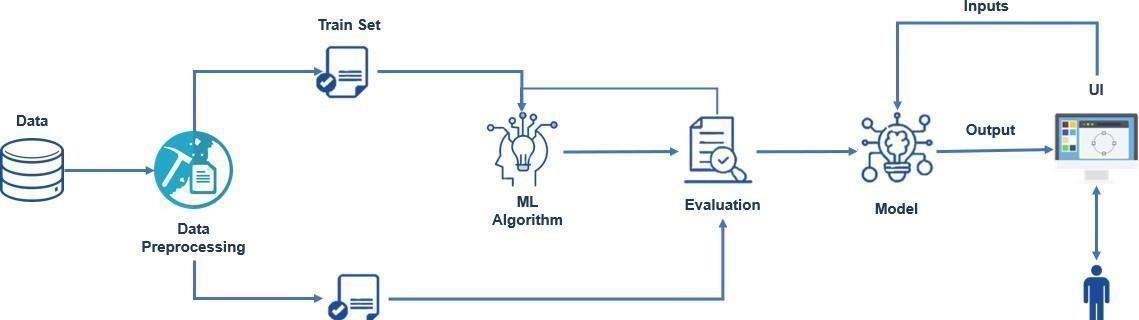 Inputs
Train Set
UI
Data
Output
ML
Algorithm
Evaluation
Model
Data
Preprocessing